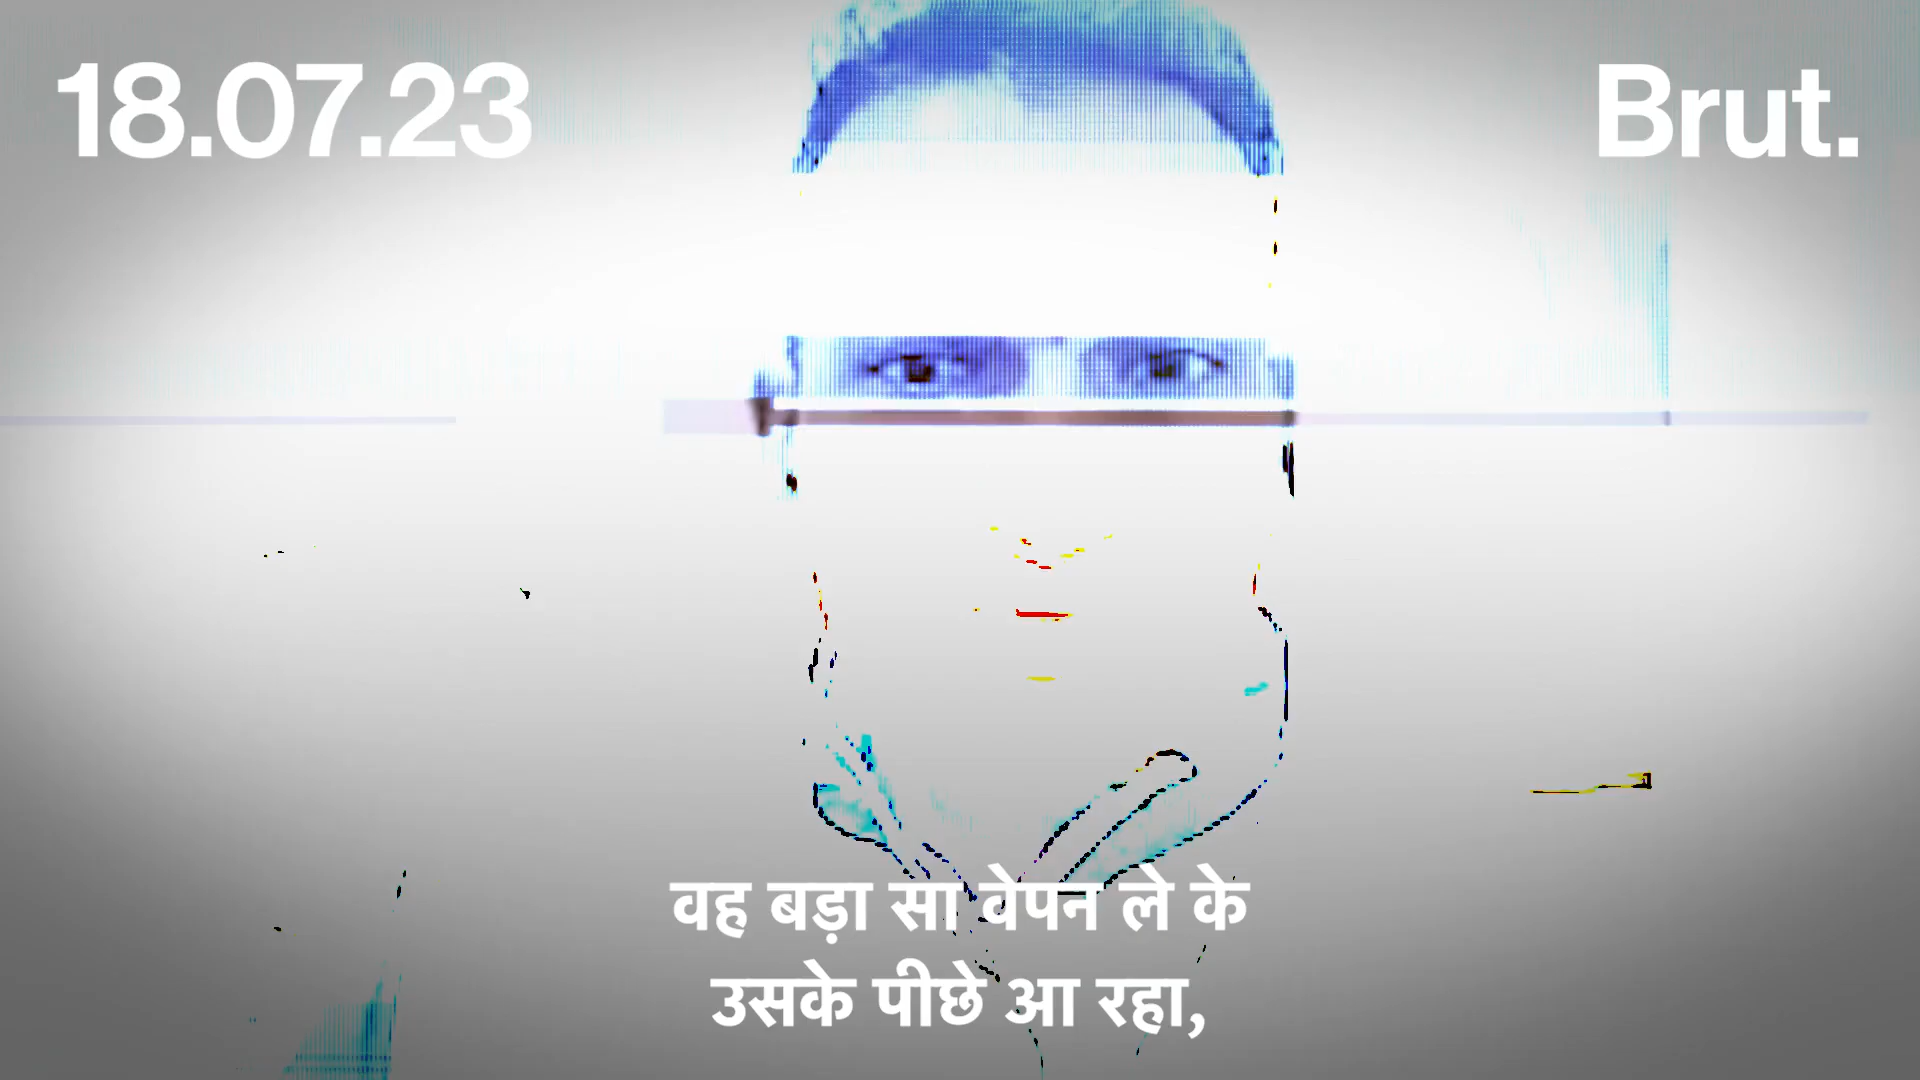 18.07.23
Brut.
वह बड़ा सा वेपन ले के
उसके पीछे आ रहा,